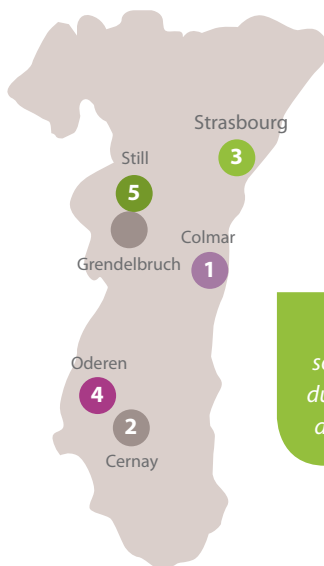 Strasbourg
3
Still
5
Colmar
Grendelbruch
1
Oderen
4
2
Cernay